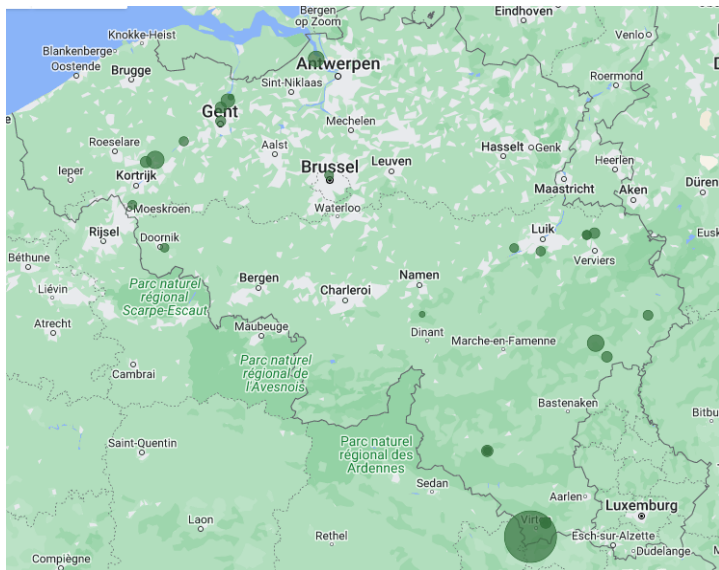 Bergen
op Zoom
Eindhoven
Knokke-Heist
Blankenberge
Oostende
Brugge
Antwerpen
Venlo
Sint-Niklaas
Roermond
Gent
Mechelen
Roeselare
Aalst
Hasselt
Genk
Heerlen
Ieper
Kortrijk
Brussel
Leuven
Maastricht
Aken
Düren
Moeskroen
Waterloo
Rijsel
Doornik
Luik
Verviers
Eusk
Béthune
Liévin
Bergen
Charleroi
Namen
Parc naturel
régional
Scarpe-Escaut
Atrecht
Maubeuge
Dinant
Marche-en-Famenne
Cambrai
Parc naturel
régional de
l'Avesnois
Bastenaken
Bitbu
Saint-Quentin
Parc naturel
régional des
Ardennes
Sedan
Aarlen
Luxemburg
Laon
Rethel
Virt
Esch-sur-Alzette
Dudelange
Compiègne